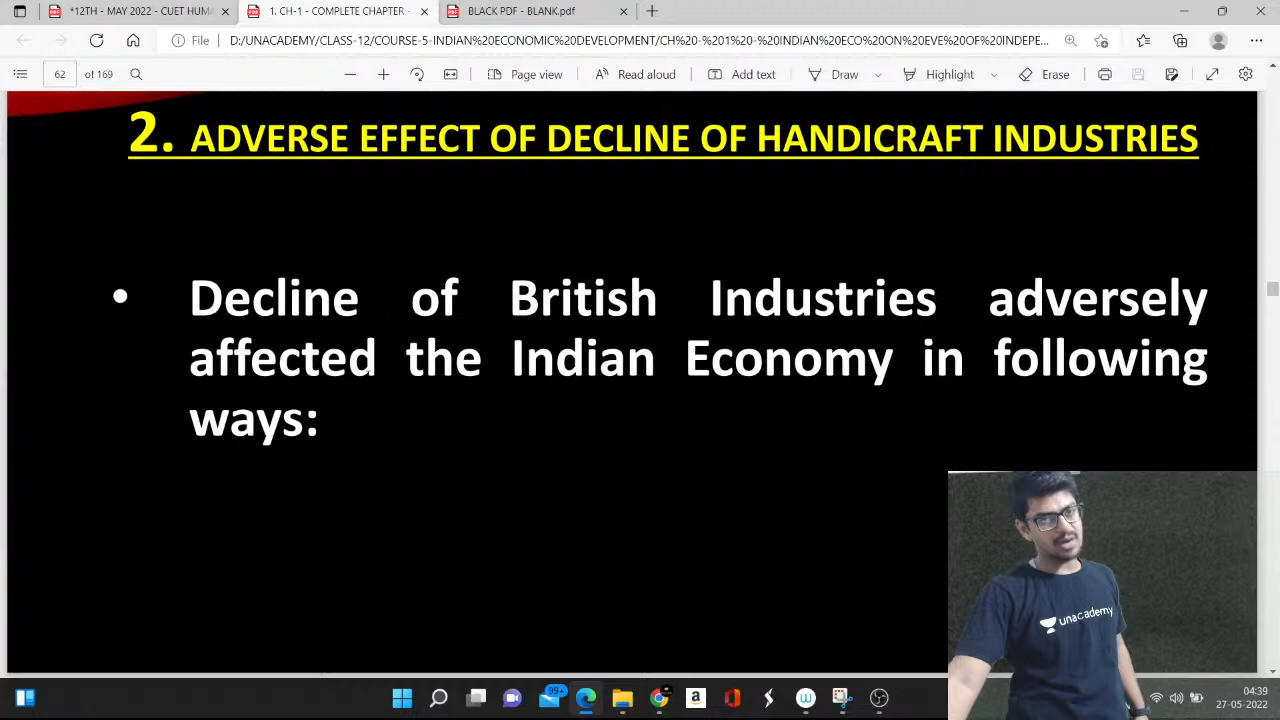 *12TH - MAY 2022 - CUET HUMA
1. CH-1 - COMPLETE CHAPTER -
BLACK PDF - BLANK.pdf
File
D:/UNACADEMY/CLASS-12/COURSE-5-INDIAN%20ECONOMIC%20DEVELOPMENT/CH%20-%201%20-%20INDIAN%20ECO%20ON%20EVE%20OF%20INDEPE...
62 of 169
Page view
Read aloud
Add text
Draw
Highlight
Erase
2. ADVERSE EFFECT OF DECLINE OF HANDICRAFT INDUSTRIES
• Decline of British Industries adversely
affected the Indian Economy in following
ways:
unacademy
99+
04:39
27-05-2022